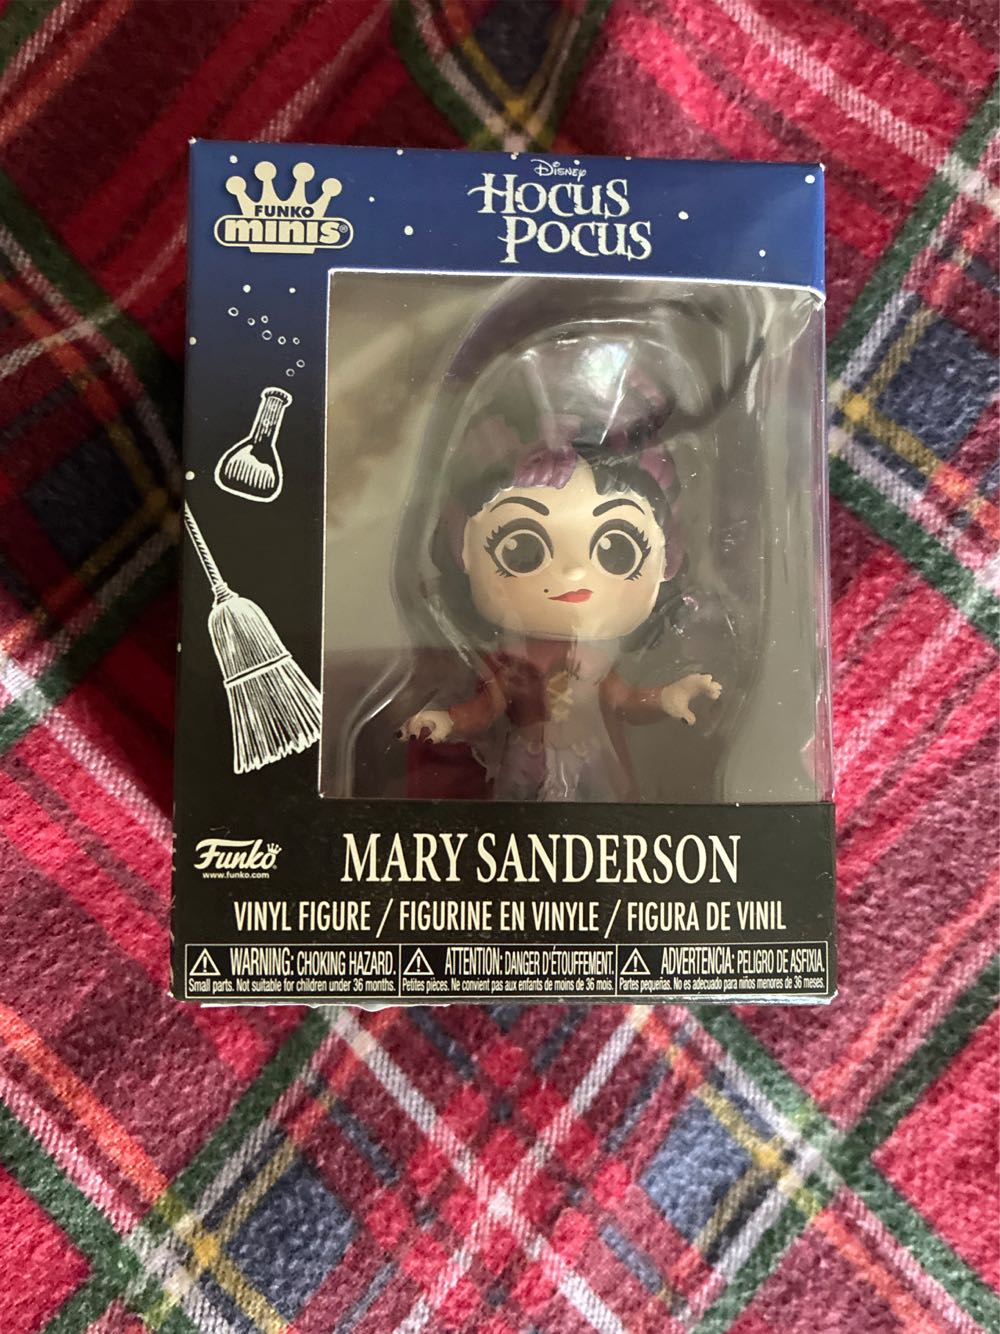 FUNKO
minis®
Disney
Hocus
Pocus
Funko
www.funko.com
MARY SANDERSON
VINYL FIGURE / FIGURINE EN VINYLE / FIGURA DE VINIL
WARNING: CHOKING HAZARD.
Small parts. Not suitable for children under 36 months.
ATTENTION: DANGER D'ÉTOUFFEMENT.
Petites pièces. Ne convient pas aux enfants de moins de 36 mois.
ADVERTENCIA: PELIGRO DE ASFIXIA.
Partes pequeñas. No es adecuado para niños menores de 36 meses.